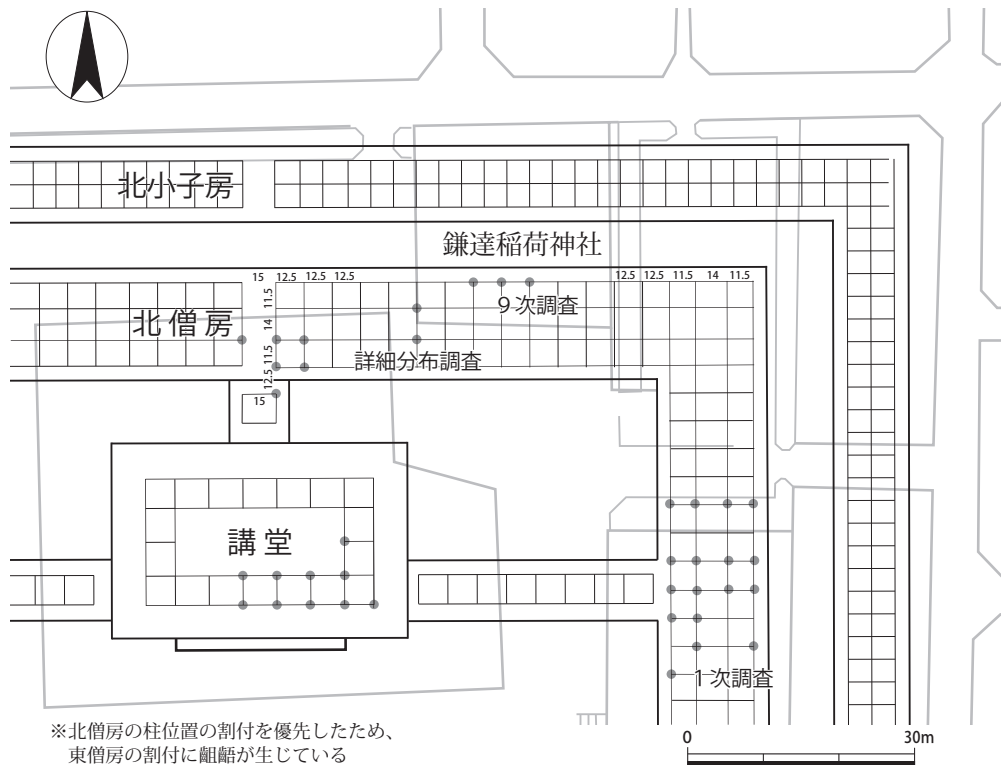 北小子房
鎌達稲荷神社
15 12.5 12.5 12.5
12.5 12.5 11.5 14 11.5
11.5
9次調査
北僧房
14
詳細分布調査
11.5
12.5
15
講堂
1次調査
※北僧房の柱位置の割付を優先したため、
東僧房の割付に齟齬が生じている
0 30m